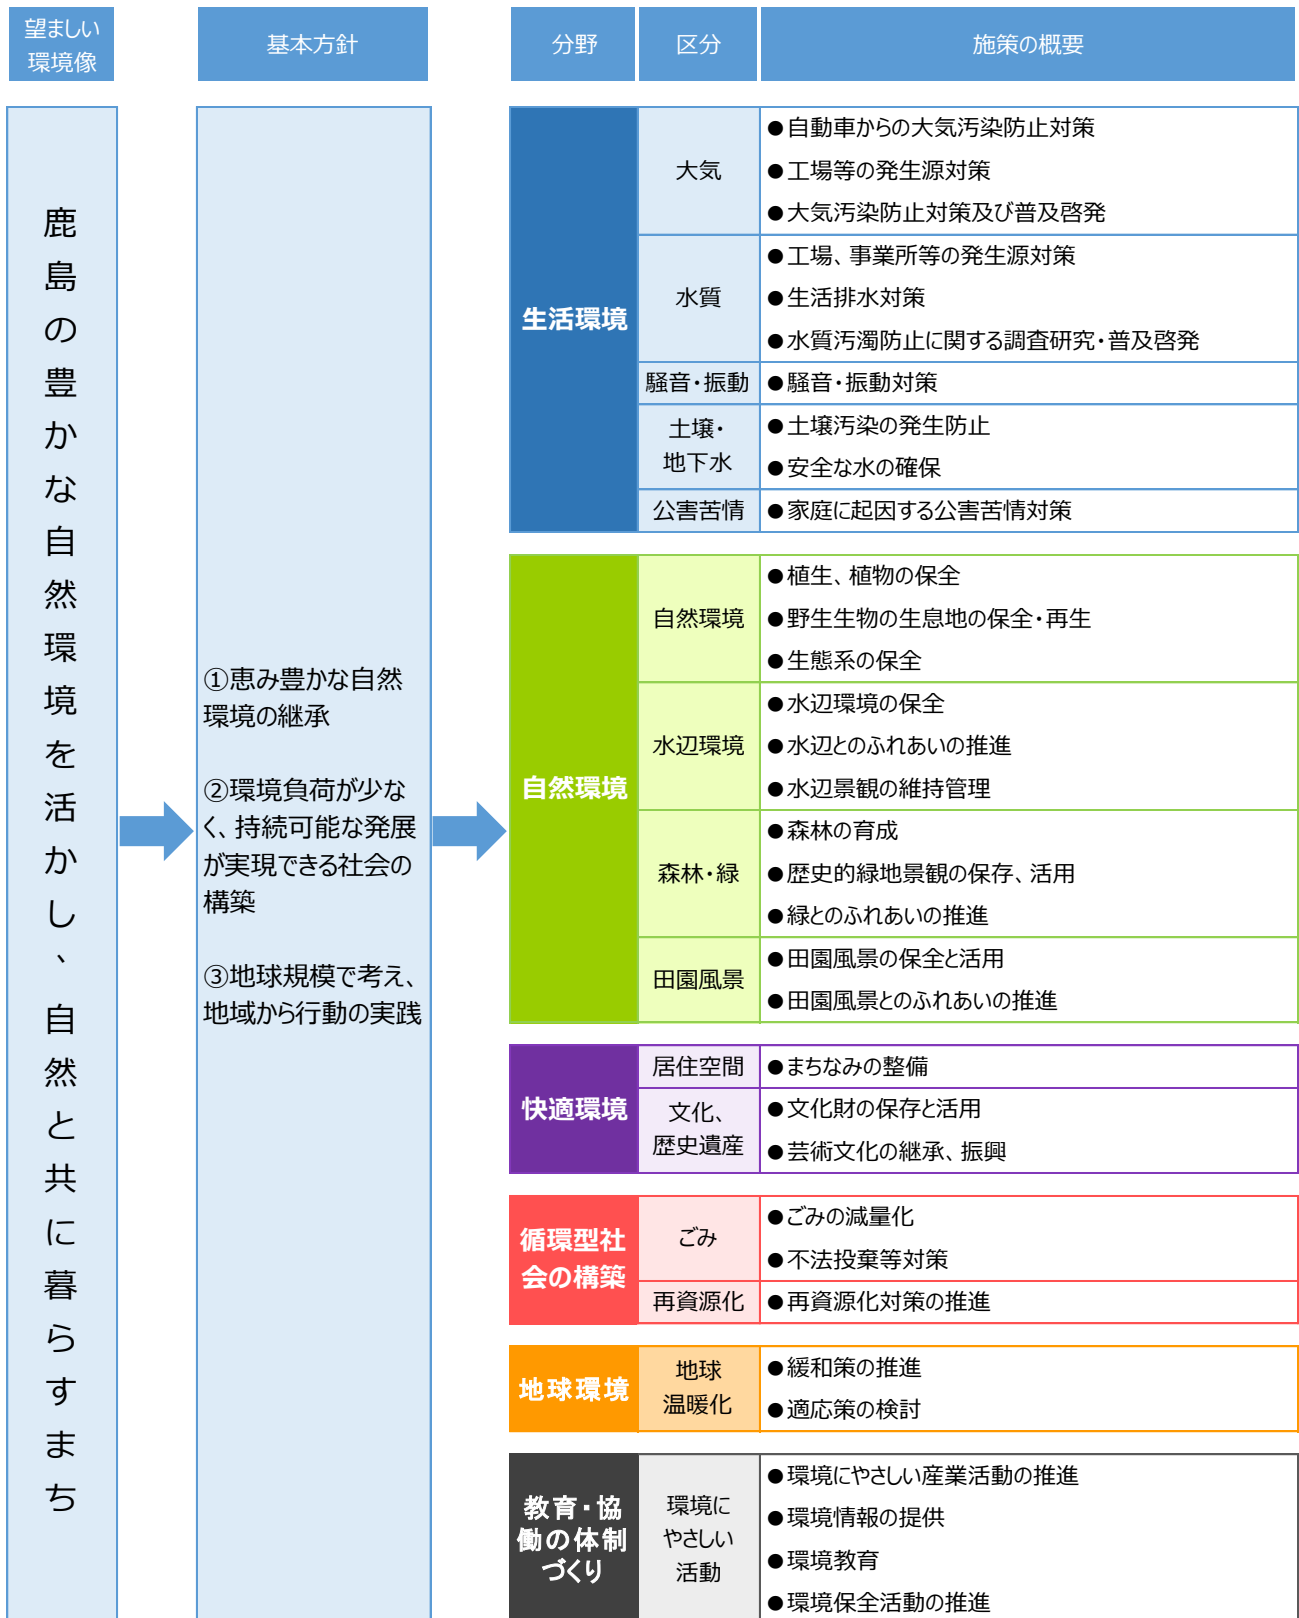 望ましい
環境像
基本方針
分野
区分
施策の概要
鹿島の豊かな自然環境を活かし、自然と共に暮らすまち
①恵み豊かな自然
環境の継承
②環境負荷が少な
く、持続可能な発展
が実現できる社会の
構築
③地球規模で考え、
地域から行動の実践
生活環境
大気
●自動車からの大気汚染防止対策
●工場等の発生源対策
●大気汚染防止対策及び普及啓発
水質
●工場、事業所等の発生源対策
●生活排水対策
●水質汚濁防止に関する調査研究・普及啓発
騒音・振動
●騒音・振動対策
土壌・
地下水
●土壌汚染の発生防止
●安全な水の確保
公害苦情
●家庭に起因する公害苦情対策
自然環境
自然環境
●植生、植物の保全
●野生生物の生息地の保全・再生
●生態系の保全
水辺環境
●水辺環境の保全
●水辺とのふれあいの推進
●水辺景観の維持管理
森林・緑
●森林の育成
●歴史的緑地景観の保存、活用
●緑とのふれあいの推進
田園風景
●田園風景の保全と活用
●田園風景とのふれあいの推進
快適環境
居住空間
●まちなみの整備
文化、
歴史遺産
●文化財の保存と活用
●芸術文化の継承、振興
循環型社
会の構築
ごみ
●ごみの減量化
●不法投棄等対策
再資源化
●再資源化対策の推進
地球環境
地球
温暖化
●緩和策の推進
●適応策の検討
教育・協
働の体制
づくり
環境に
やさしい
活動
●環境にやさしい産業活動の推進
●環境情報の提供
●環境教育
●環境保全活動の推進